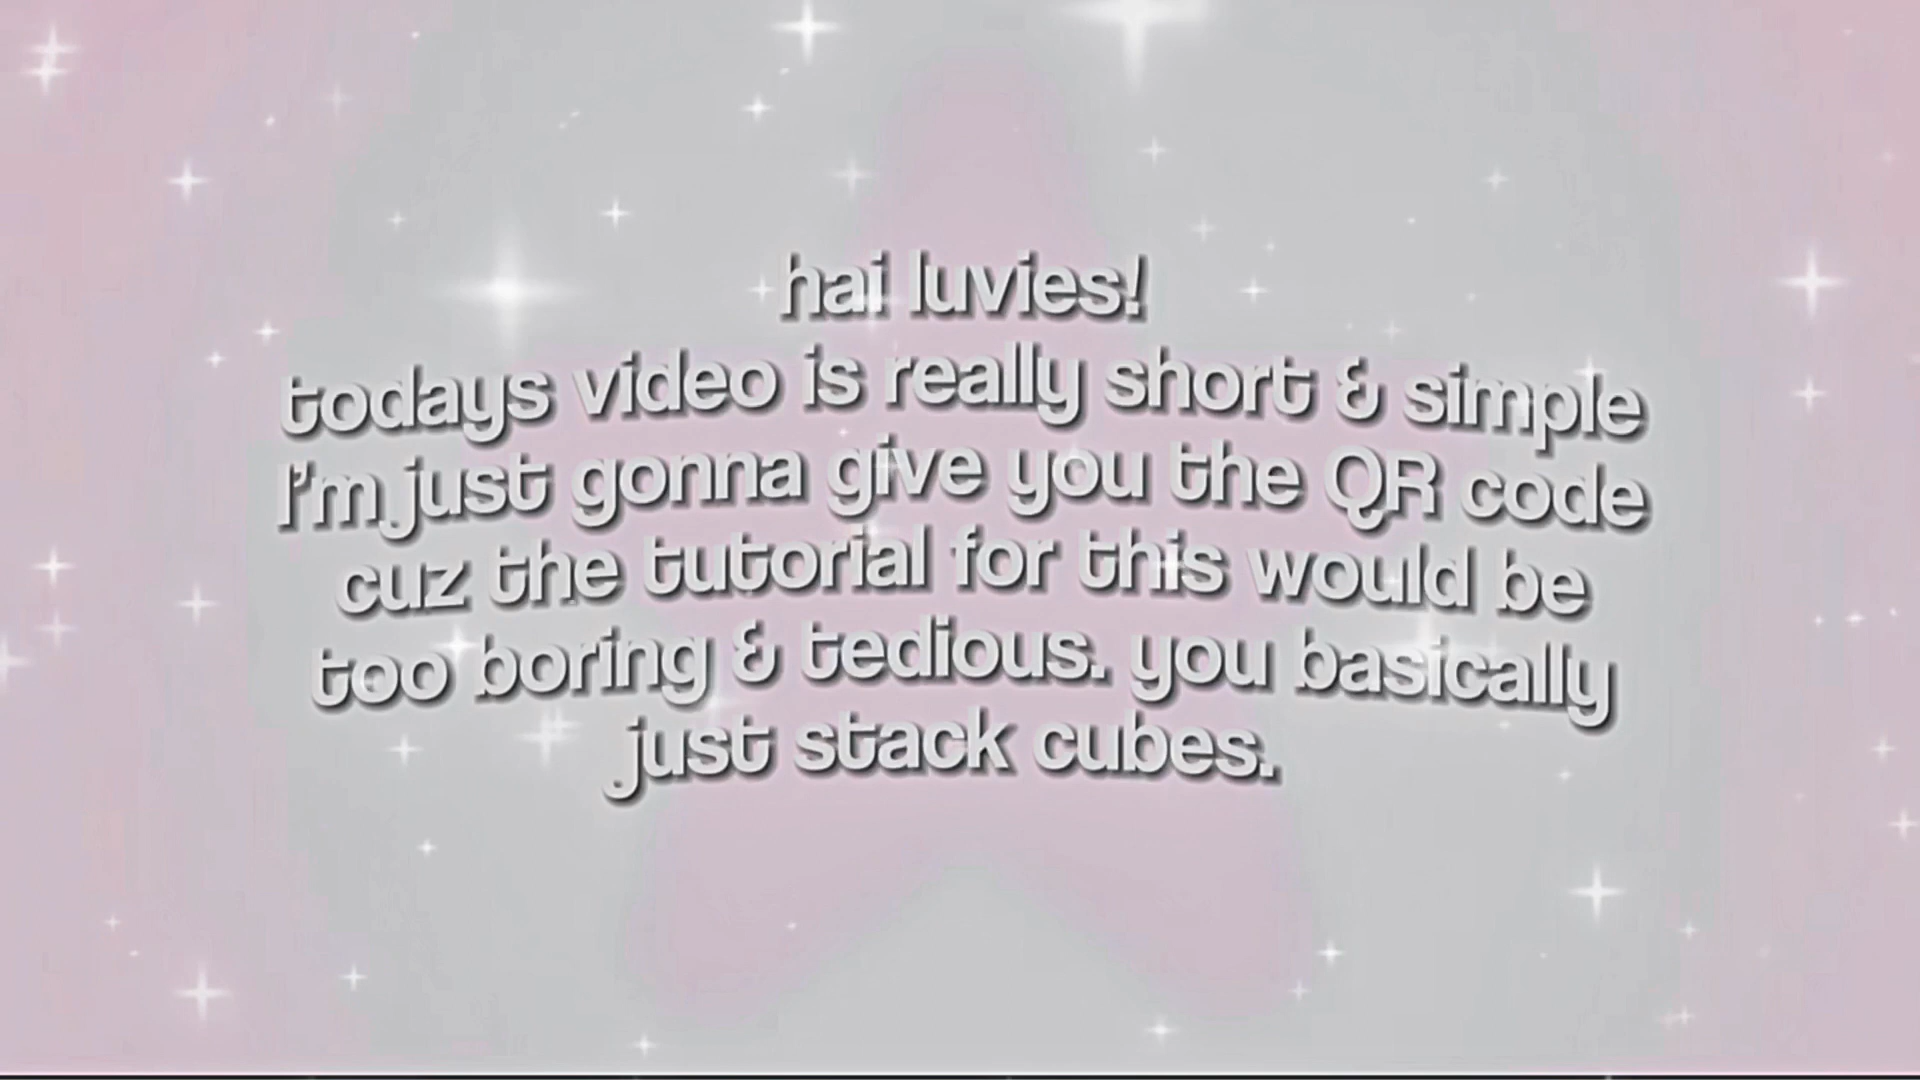 hai luvies!
todays video is really short & simple
I'm just gonna give you the QR code
cuz the tutorial for this would be
too boring & tedious. you basically
just stack cubes.